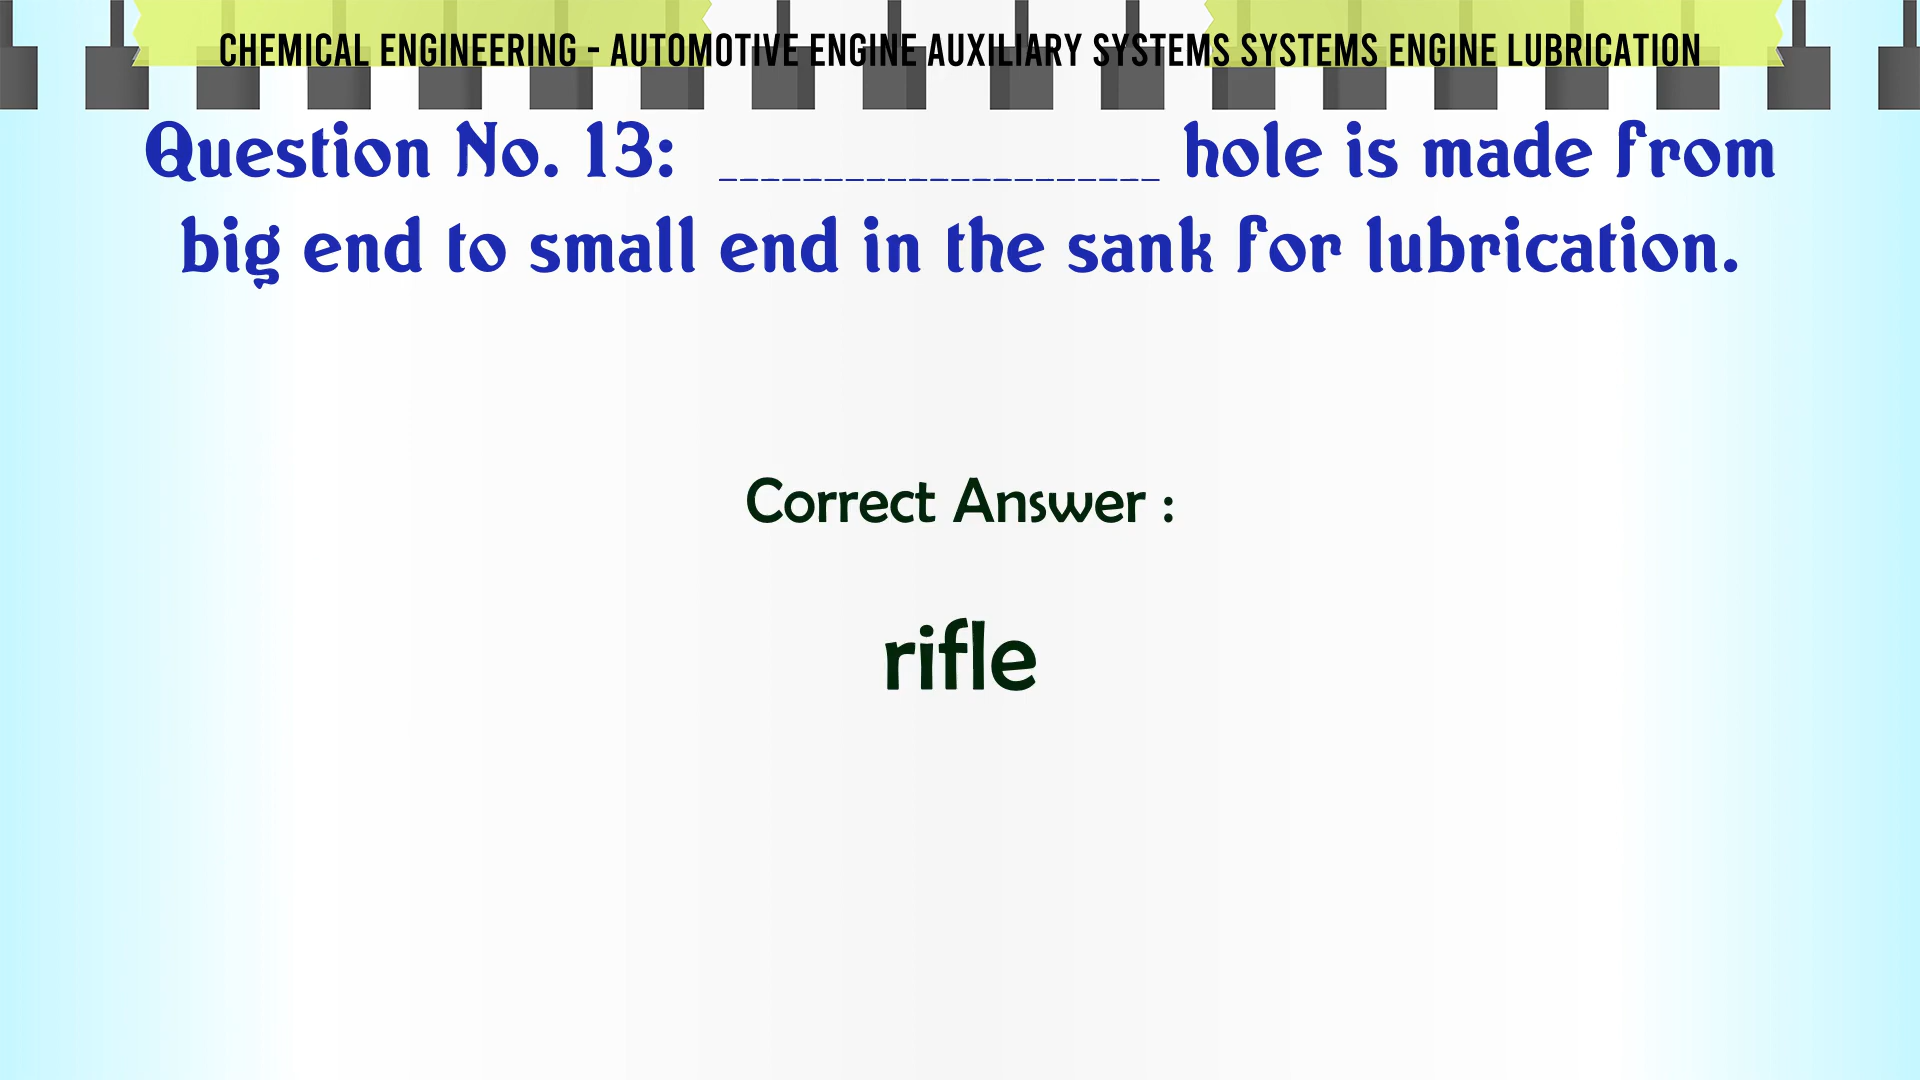 CHEMICAL ENGINEERING - AUTOMOTIVE ENGINE AUXILIARY SYSTEMS SYSTEMS ENGINE LUBRICATION
Question No. 13: _____________________ hole is made from
big end to small end in the sank for lubrication.
Correct Answer :
rifle